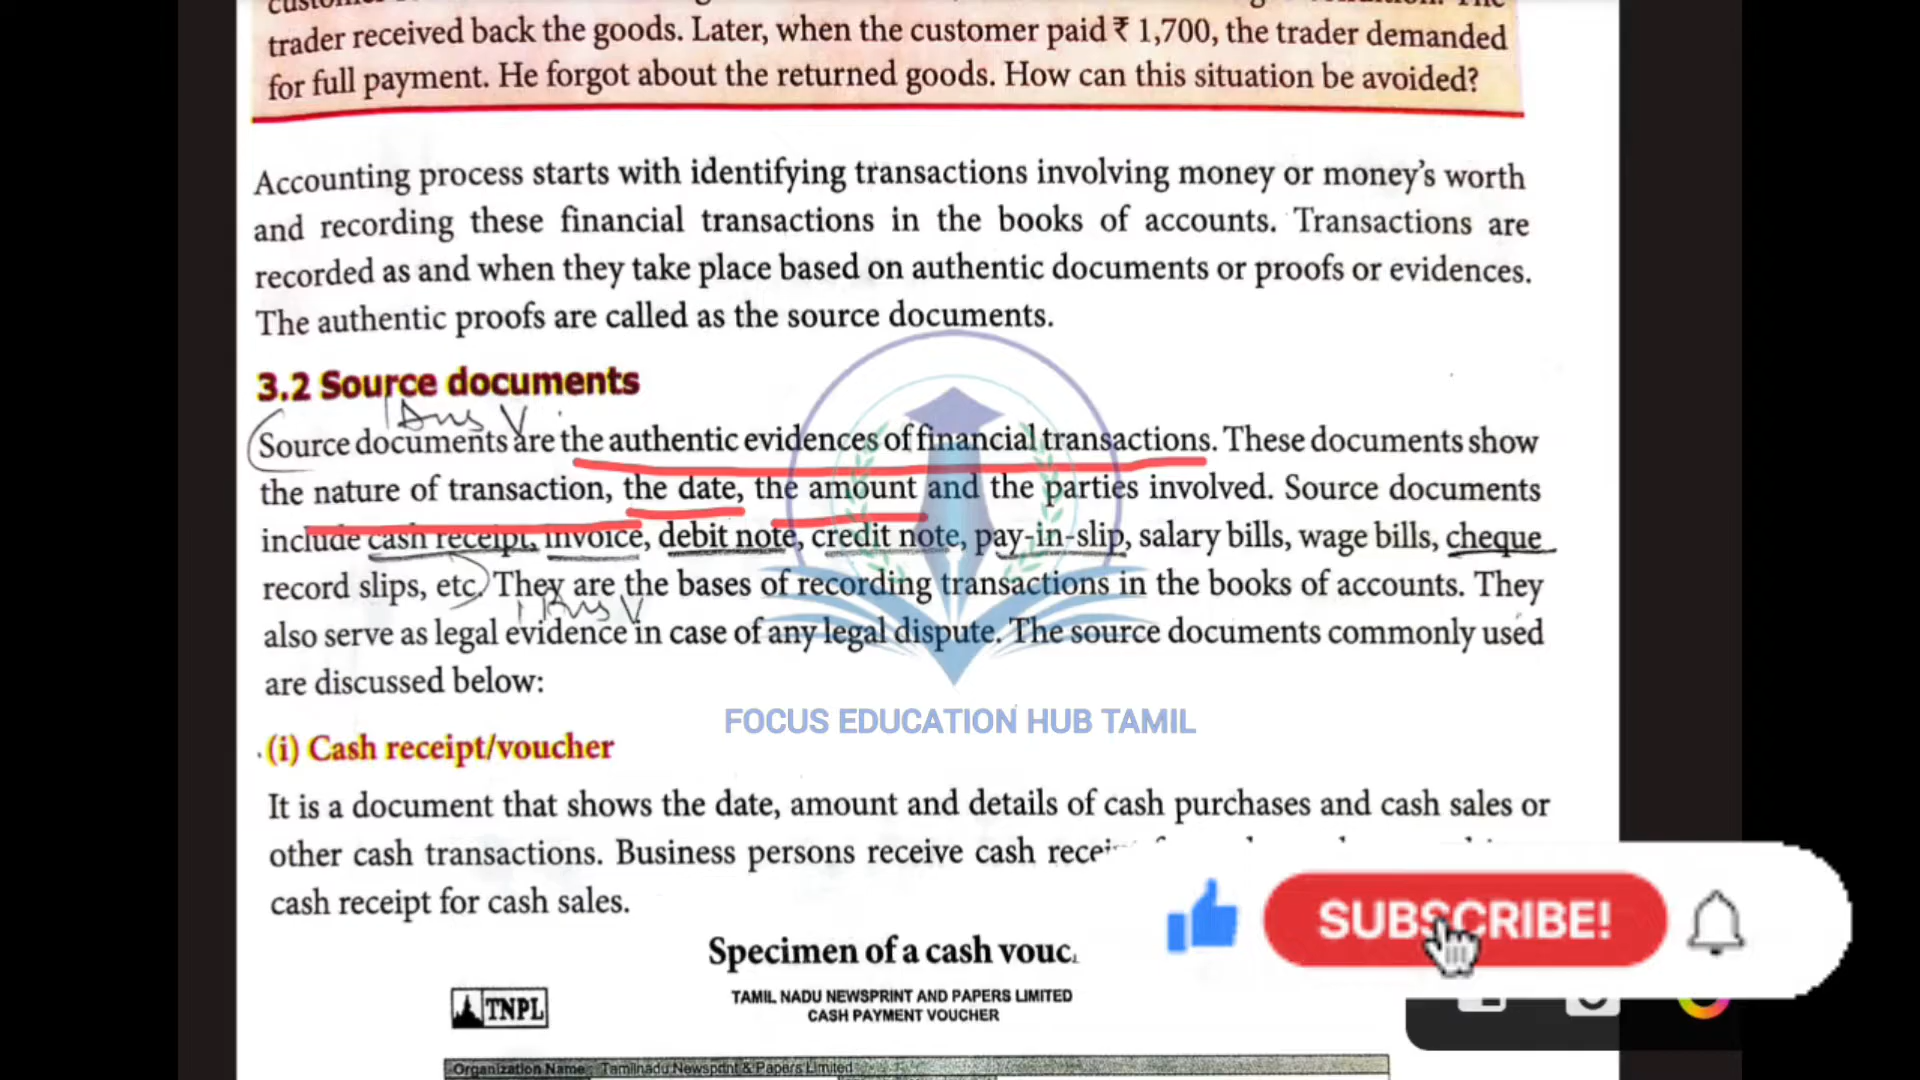 trader received back the goods. Later, when the customer paid ₹ 1,700, the trader demanded
for full payment. He forgot about the returned goods. How can this situation be avoided?
Accounting process starts with identifying transactions involving money or money's worth
and recording these financial transactions in the books of accounts. Transactions are
recorded as and when they take place based on authentic documents or proofs or evidences.
The authentic proofs are called as the source documents.
3.2 Source documents
Ans
Source documents are the authentic evidences of financial transactions. These documents show
the nature of transaction, the date, the amount and the parties involved. Source documents
include cash receipt, invoice, debit note, credit note, pay-in-slip, salary bills, wage bills, cheque
record slips, etc. They are the bases of recording transactions in the books of accounts. They
Ans
also serve as legal evidence in case of any legal dispute. The source documents commonly used
are discussed below:
FOCUS EDUCATION HUB TAMIL
(i) Cash receipt/voucher
It is a document that shows the date, amount and details of cash purchases and cash sales or
other cash transactions. Business persons receive cash
cash receipt for cash sales.
SUBSCRIBE!
Specimen of a cash
TNPL
TAMIL NADU NEWSPRINT AND PAPERS LIMITED
CASH PAYMENT VOUCHER
Organization Name : Tamilnadu Newsprint & Papers Limited